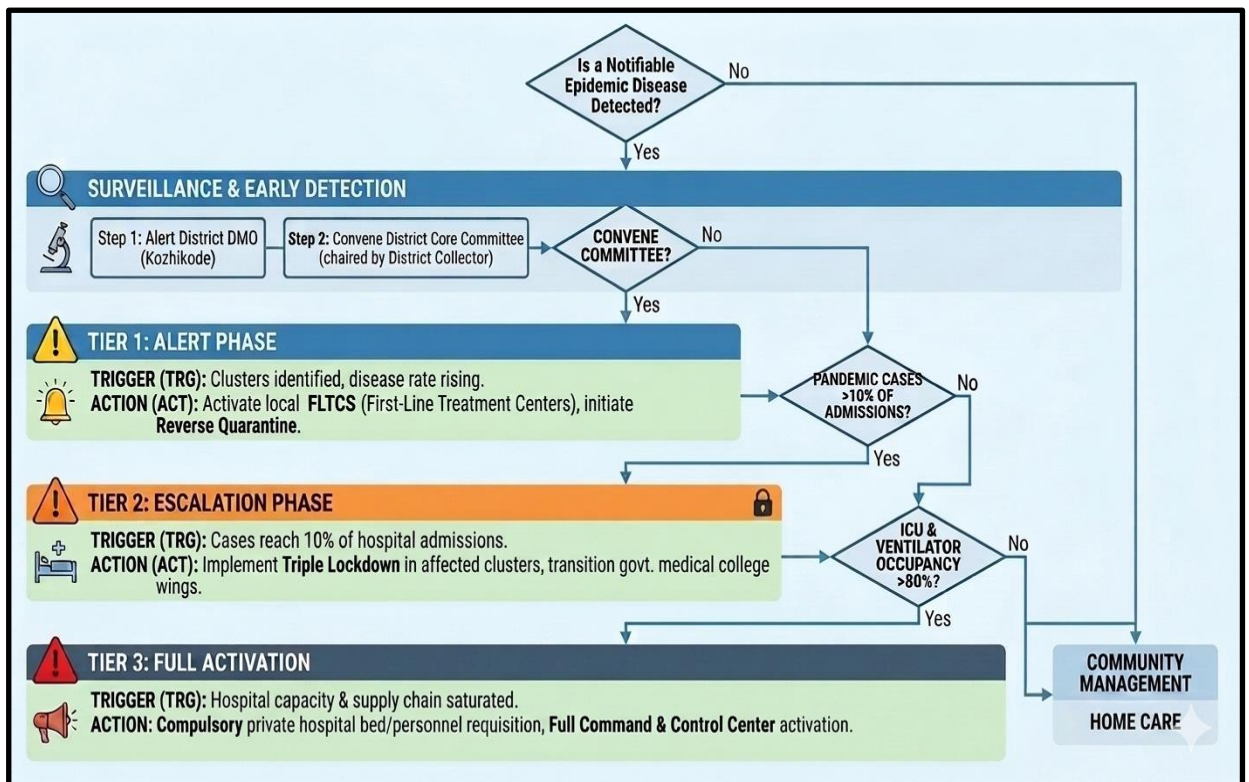 Is a Notifiable
Epidemic Disease
Detected?
No
Yes
SURVEILLANCE & EARLY DETECTION
Step 1: Alert District DMO
(Kozhikode)
Step 2: Convene District Core Committee
(chaired by District Collector)
CONVENE
COMMITTEE?
No
Yes
TIER 1: ALERT PHASE
TRIGGER (TRG): Clusters identified, disease rate rising.
ACTION (ACT): Activate local FLTCS (First-Line Treatment Centers), initiate
Reverse Quarantine.
PANDEMIC CASES
>10% OF
ADMISSIONS?
No
Yes
TIER 2: ESCALATION PHASE
TRIGGER (TRG): Cases reach 10% of hospital admissions.
ACTION (ACT): Implement Triple Lockdown in affected clusters, transition govt. medical college
wings.
ICU &
VENTILATOR
OCCUPANCY
>80%?
No
Yes
TIER 3: FULL ACTIVATION
TRIGGER (TRG): Hospital capacity & supply chain saturated.
ACTION: Compulsory private hospital bed/personnel requisition, Full Command & Control Center activation.
COMMUNITY
MANAGEMENT
HOME CARE